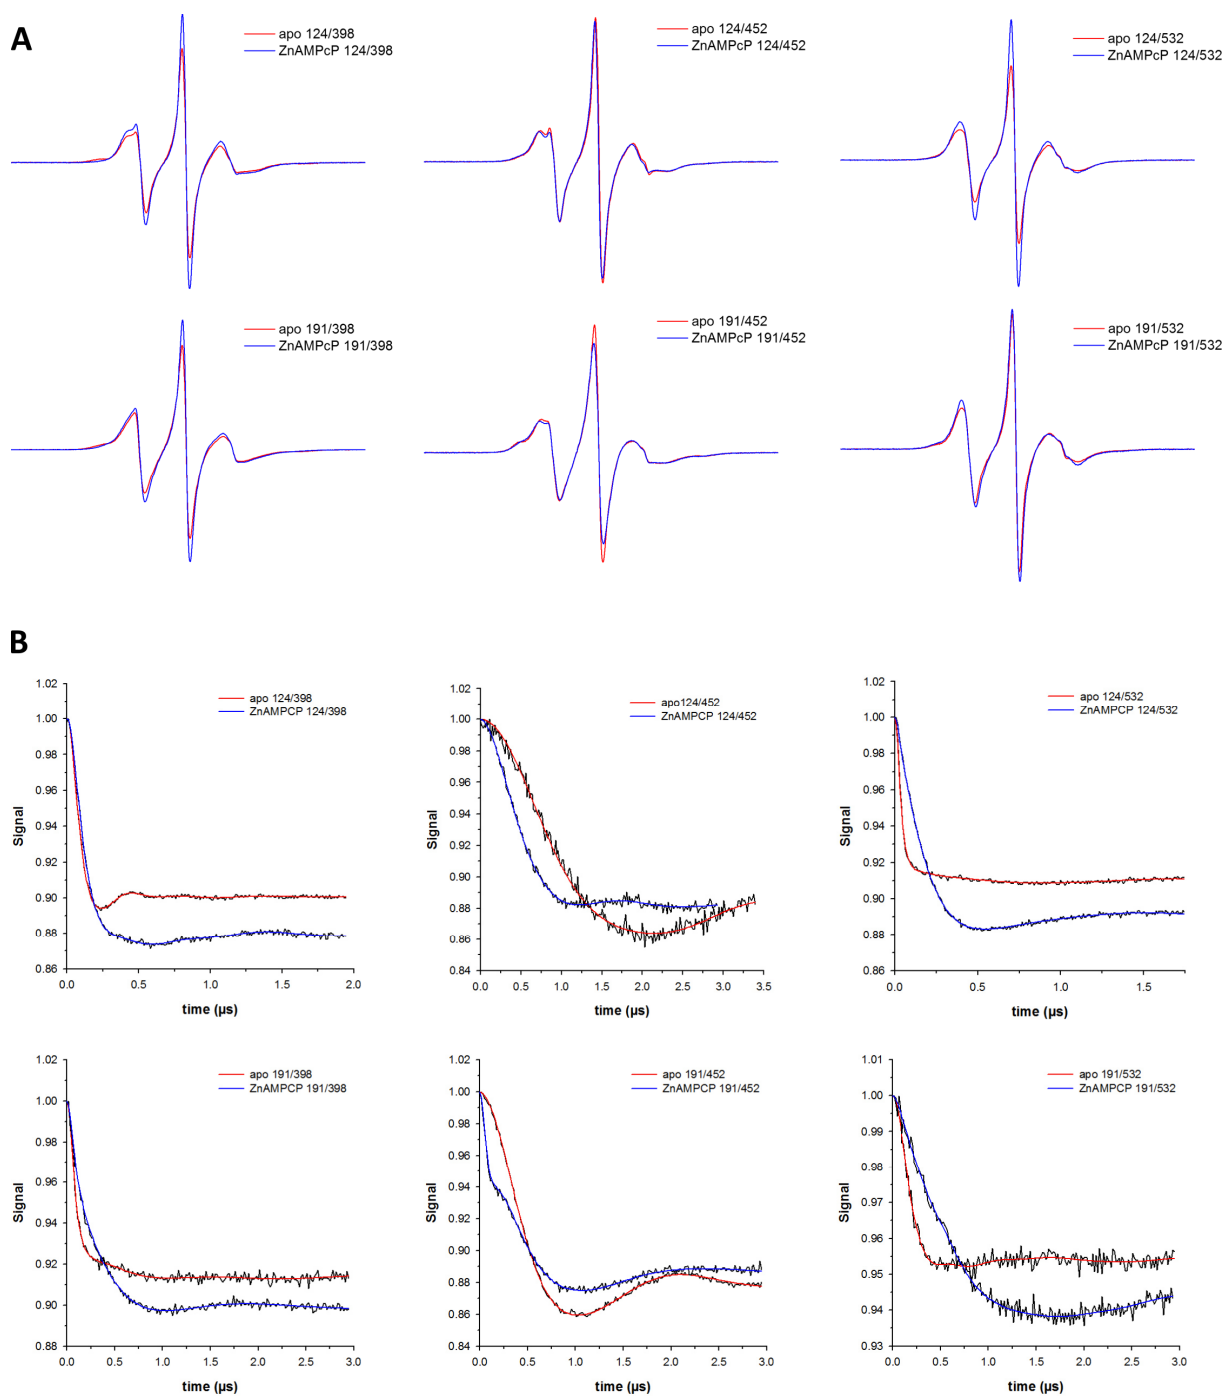 A
apo 124/398
ZnAMPcP 124/398
apo 124/452
ZnAMPcP 124/452
apo 124/532
ZnAMPcP 124/532
apo 191/398
ZnAMPcP 191/398
apo 191/452
ZnAMPcP 191/452
apo 191/532
ZnAMPcP 191/532
B
1.02
1.00
0.98
0.96
0.94
0.92
0.90
0.88
0.86
Signal
0.0 0.5 1.0 1.5 2.0
time (µs)
apo 124/398
ZnAMPCP 124/398
1.02
1.00
0.98
0.96
0.94
0.92
0.90
0.88
0.86
0.84
Signal
0.0 0.5 1.0 1.5 2.0 2.5 3.0 3.5
time (µs)
apo124/452
ZnAMPCP 124/452
1.02
1.00
0.98
0.96
0.94
0.92
0.90
0.88
0.86
Signal
0.0 0.5 1.0 1.5
time (µs)
apo 124/532
ZnAMPCP 124/532
1.02
1.00
0.98
0.96
0.94
0.92
0.90
0.88
Signal
0.0 0.5 1.0 1.5 2.0 2.5 3.0
time (µs)
apo 191/398
ZnAMPCP 191/398
1.02
1.00
0.98
0.96
0.94
0.92
0.90
0.88
0.86
0.84
Signal
0.0 0.5 1.0 1.5 2.0 2.5 3.0
time (µs)
apo 191/452
ZnAMPCP 191/452
1.01
1.00
0.99
0.98
0.97
0.96
0.95
0.94
0.93
Signal
0.0 0.5 1.0 1.5 2.0 2.5 3.0
time (µs)
apo 191/532
ZnAMPCP 191/532